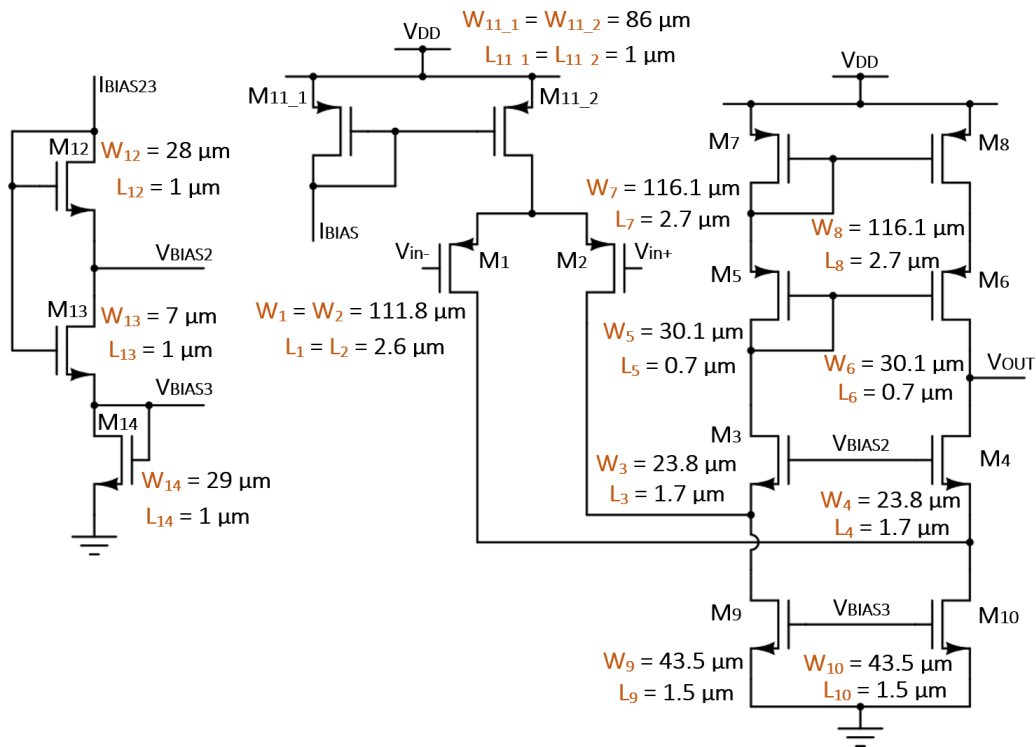 W11_1 = W11_2 = 86 µm
L11_1 = L11_2 = 1 µm
VDD
VDD
IBIAS23
M11_1
M11_2
M12
W12 = 28 µm
L12 = 1 µm
M7
M8
W7 = 116.1 µm
L7 = 2.7 µm
W8 = 116.1 µm
L8 = 2.7 µm
IBIAS
VBIAS2
Vin-
M1
M2
Vin+
M5
M6
M13
W13 = 7 µm
L13 = 1 µm
W1 = W2 = 111.8 µm
L1 = L2 = 2.6 µm
W5 = 30.1 µm
L5 = 0.7 µm
W6 = 30.1 µm
L6 = 0.7 µm
VOUT
VBIAS3
M14
W14 = 29 µm
L14 = 1 µm
M3
VBIAS2
M4
W3 = 23.8 µm
L3 = 1.7 µm
W4 = 23.8 µm
L4 = 1.7 µm
M9
VBIAS3
M10
W9 = 43.5 µm
L9 = 1.5 µm
W10 = 43.5 µm
L10 = 1.5 µm